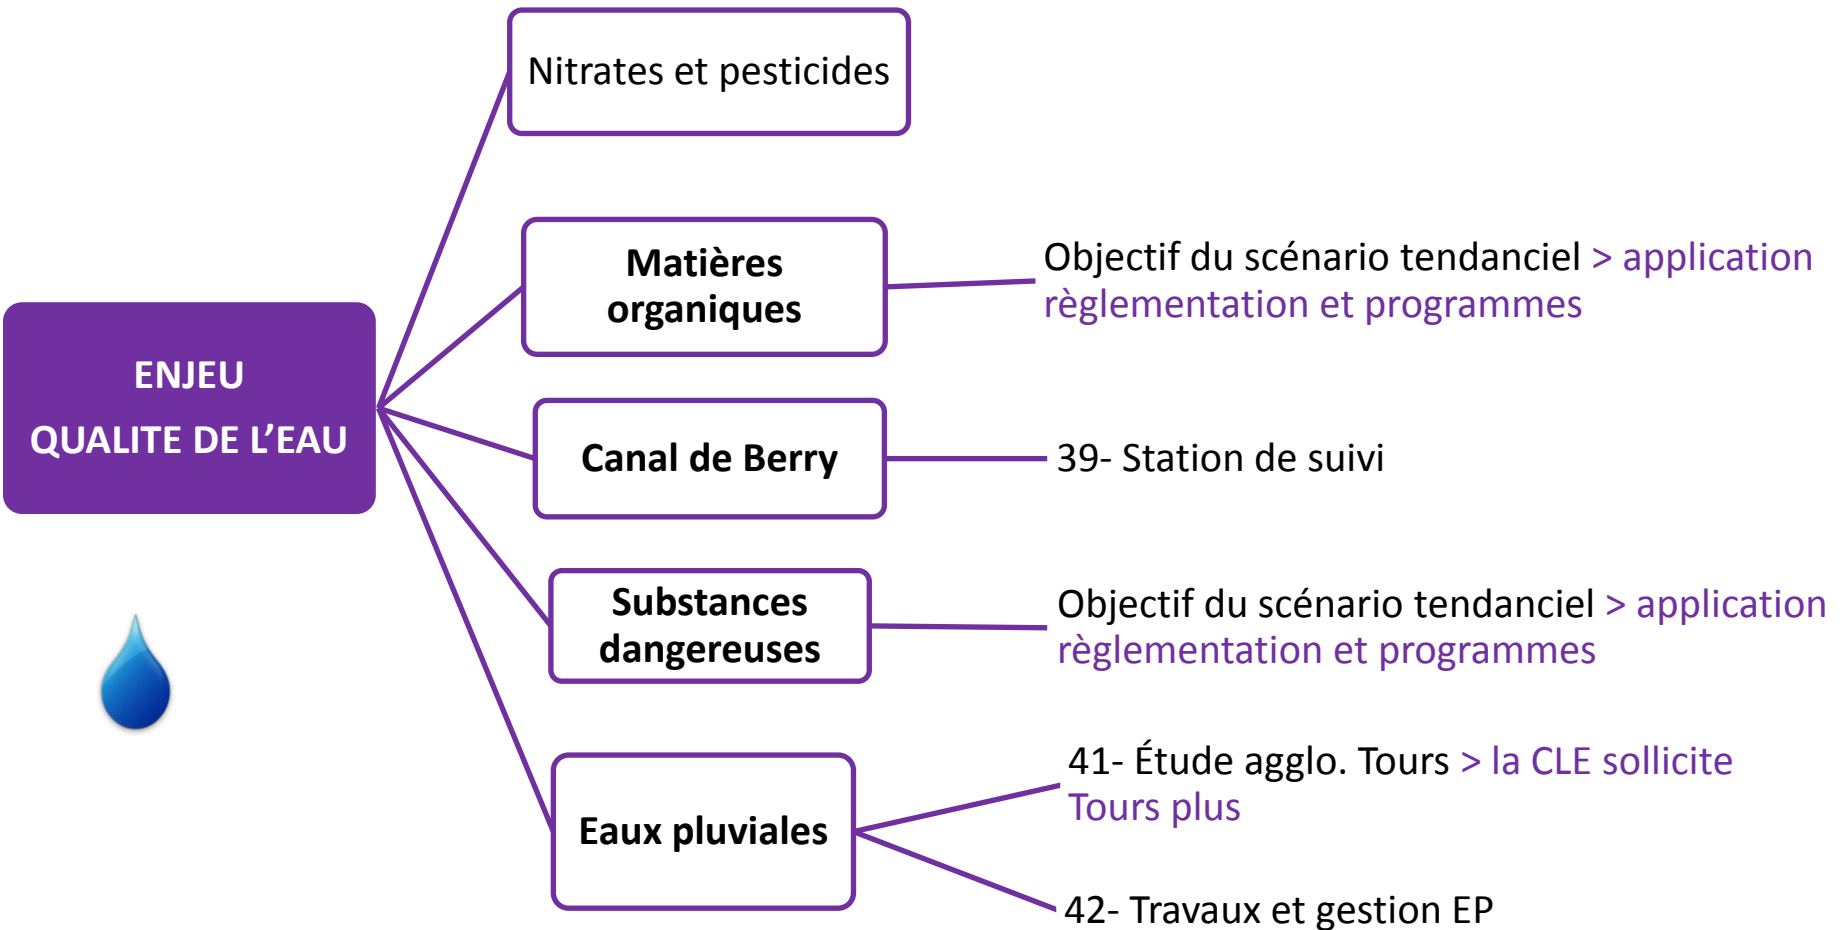 Nitrates et pesticides
Matières
organiques
Objectif du scénario tendanciel > application
règlementation et programmes
ENJEU
QUALITE DE L’EAU
Canal de Berry
39- Station de suivi
Substances
dangereuses
Objectif du scénario tendanciel > application
règlementation et programmes
Eaux pluviales
41- Étude agglo. Tours > la CLE sollicite
Tours plus
42- Travaux et gestion EP